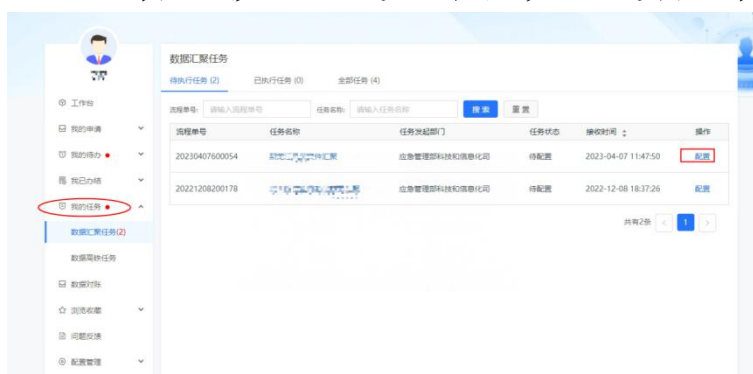 数据汇聚任务
待执行任务 (2) 已执行任务 (0) 全部任务 (4)
流程单号: 请输入流程单号 任务名称: 请输入任务名称 搜索 重置
流程单号 任务名称 任务发起部门 任务状态 接收时间 操作
20230407600054 应急管理部科技和信息化司 待配置 2023-04-07 11:47:50 配置
20221208200178 应急管理部科技和信息化司 待配置 2022-12-08 18:37:26 配置
共有2条 < 1 >
工作台
我的申请
我的待办
我已办结
我的任务
数据汇聚任务(2)
数据需铁任务
数据对账
浏览收藏
问题反馈
配置管理